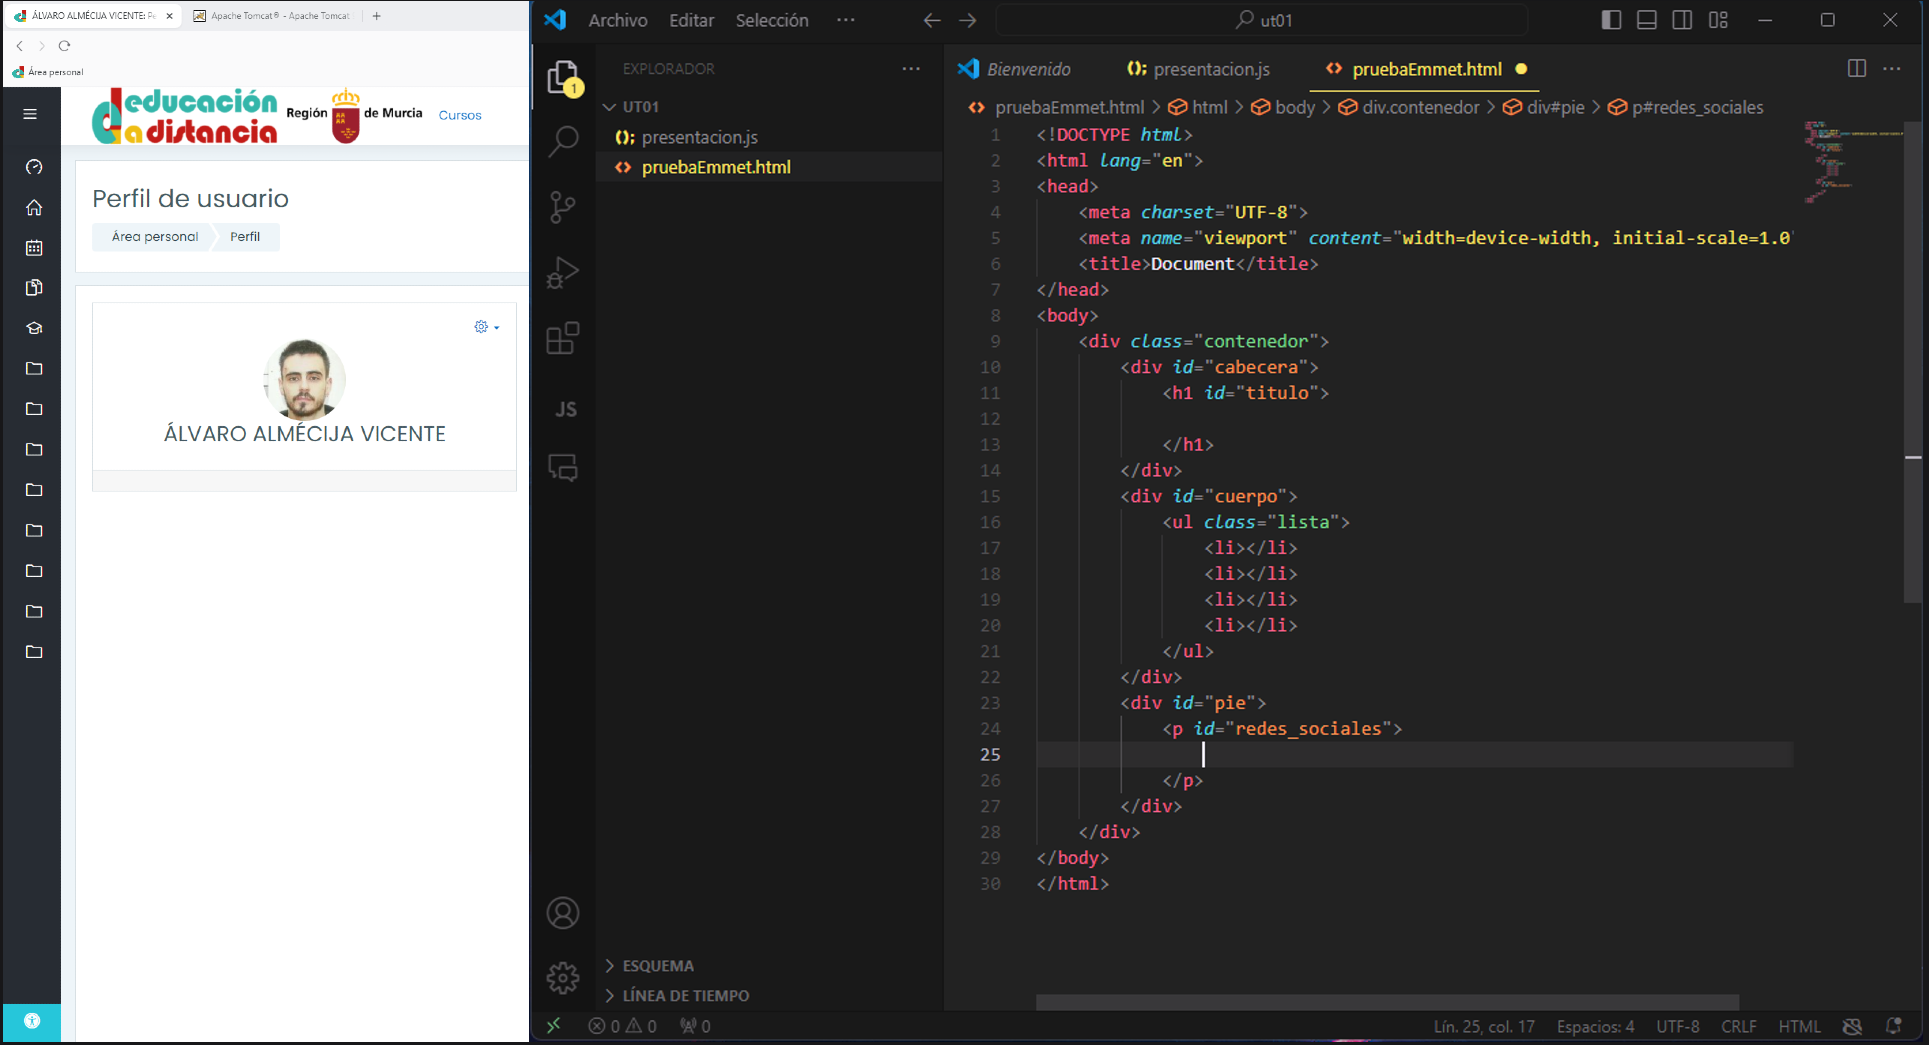 ÁLVARO ALMÉCIJA VICENTE: Pe
Apache Tomcat® - Apache Tomcat
Área personal
educación
a distancia
Región
de Murcia
Cursos
Perfil de usuario
Área personal
Perfil
ÁLVARO ALMÉCIJA VICENTE
Archivo
Editar
Selección
···
ut01
1
EXPLORADOR
···
UT01
presentacion.js
pruebaEmmet.html
JS
ESQUEMA
LÍNEA DE TIEMPO
Bienvenido
presentacion.js
pruebaEmmet.html
pruebaEmmet.html > html > body > div.contenedor > div#pie > p#redes_sociales
1 <!DOCTYPE html>
2 <html lang="en">
3 <head>
4 <meta charset="UTF-8">
5 <meta name="viewport" content="width=device-width, initial-scale=1.0"
6 <title>Document</title>
7 </head>
8 <body>
9 <div class="contenedor">
10 <div id="cabecera">
11 <h1 id="titulo">
12
13 </h1>
14 </div>
15 <div id="cuerpo">
16 <ul class="lista">
17 <li></li>
18 <li></li>
19 <li></li>
20 <li></li>
21 </ul>
22 </div>
23 <div id="pie">
24 <p id="redes_sociales">
25
26 </p>
27 </div>
28 </div>
29 </body>
30 </html>
0 0 0
Lín. 25, col. 17
Espacios: 4
UTF-8
CRLF
HTML